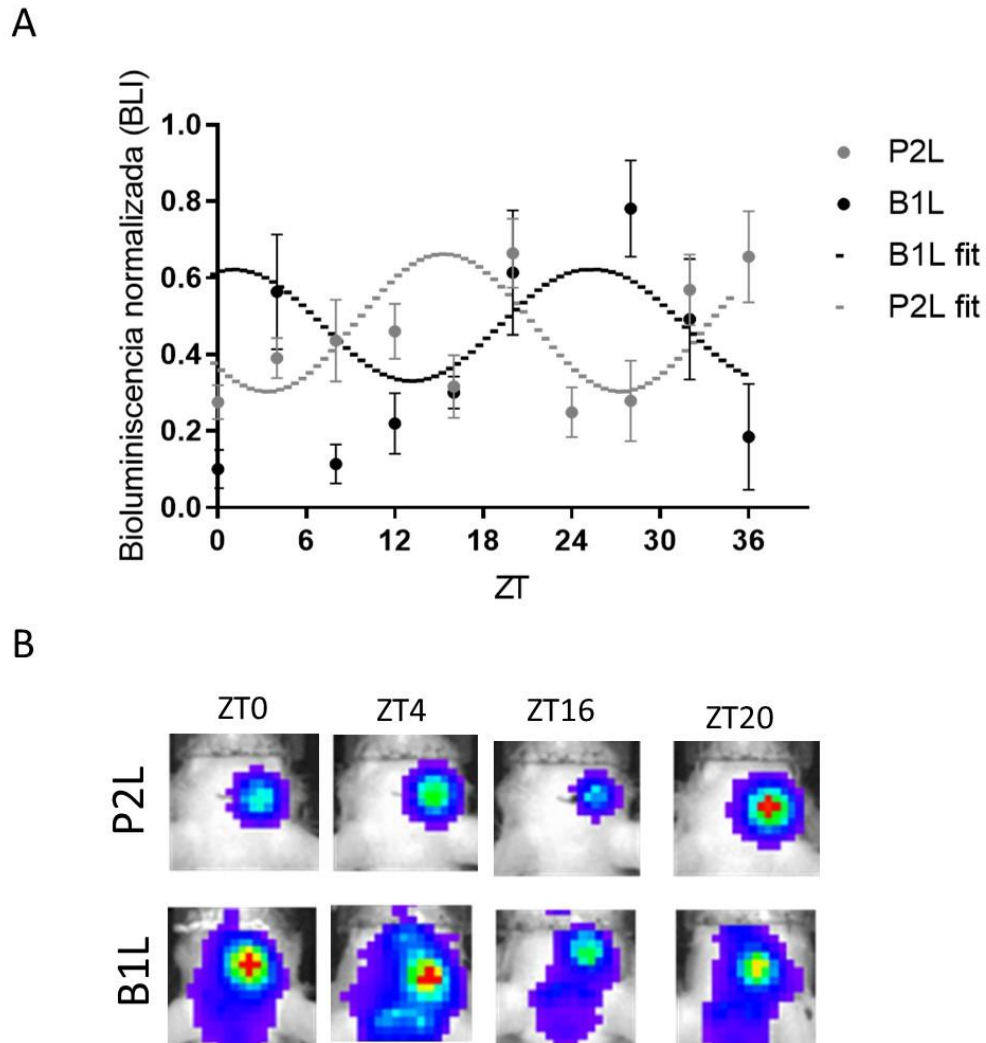 A
Bioluminiscencia normalizada (BLI)
1.0
0.8
0.6
0.4
0.2
0.0
0 6 12 18 24 30 36
ZT
P2L
B1L
B1L fit
P2L fit
B
ZT0 ZT4 ZT16 ZT20
P2L
B1L